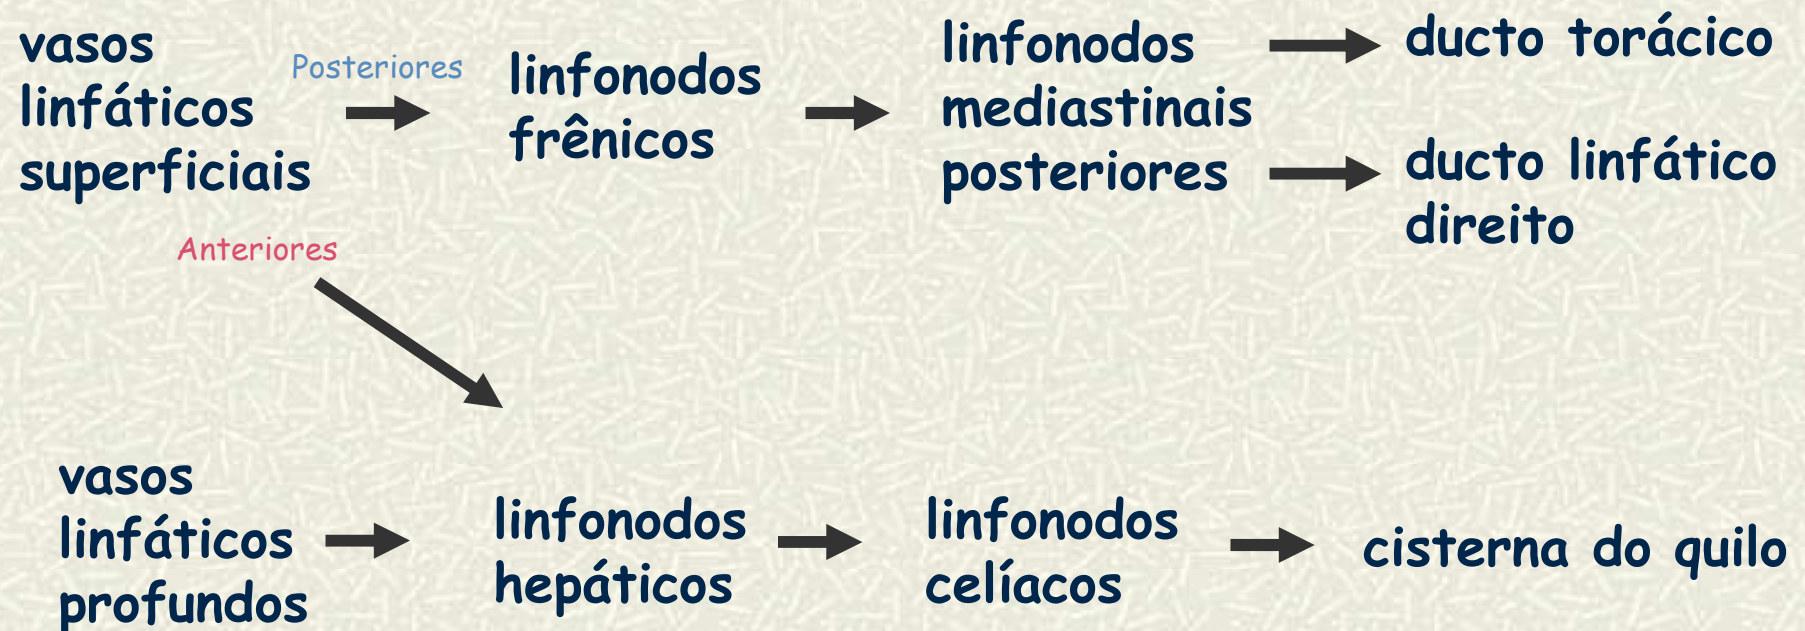 vasos
linfáticos
superficiais
Posteriores
linfonodos
frênicos
linfonodos
mediastinais
posteriores
ducto torácico
ducto linfático
direito
Anteriores
vasos
linfáticos
profundos
linfonodos
hepáticos
linfonodos
celíacos
cisterna do quilo